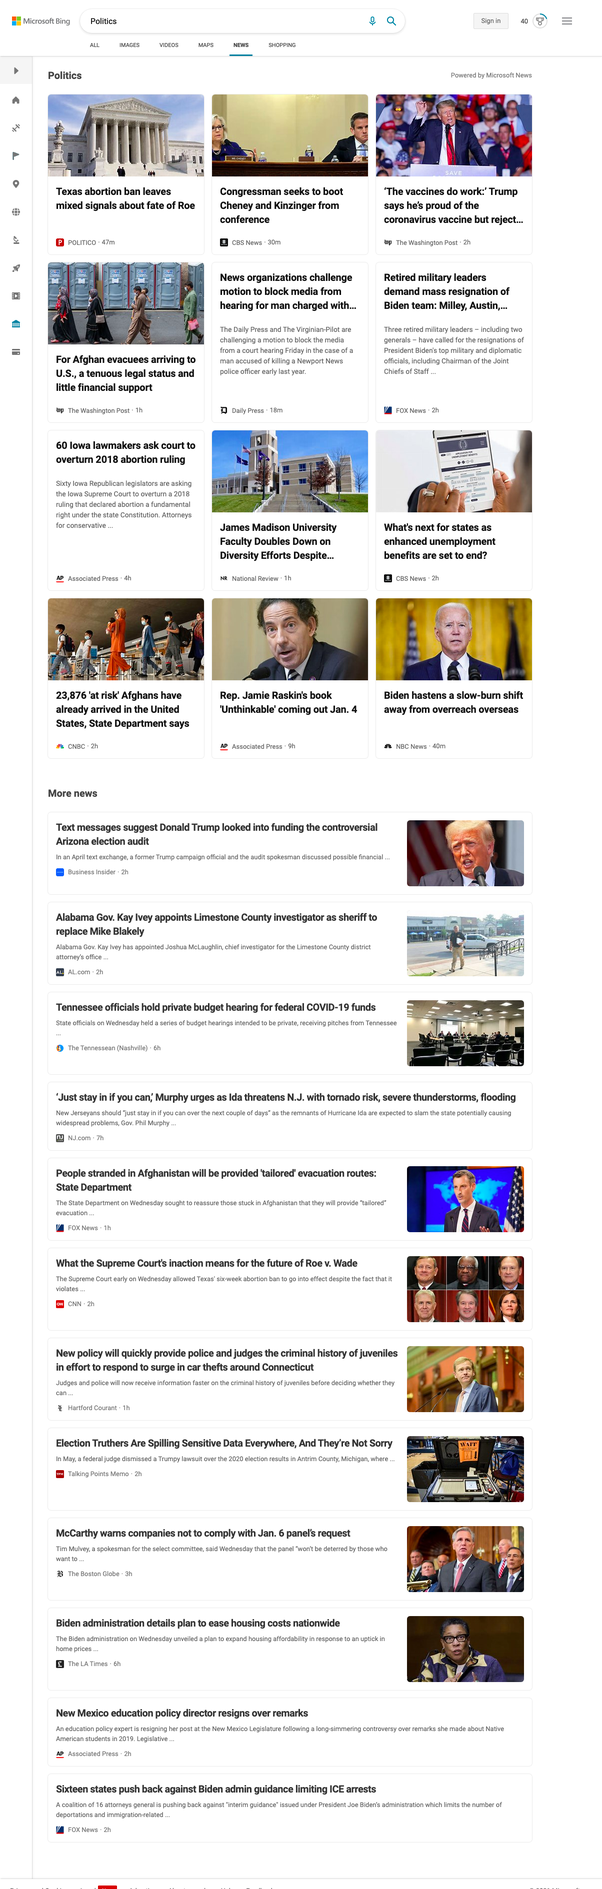 Microsoft Bing
Politics
Sign in
40
ALL
IMAGES
VIDEOS
MAPS
NEWS
SHOPPING
Politics
Powered by Microsoft News
Texas abortion ban leaves
mixed signals about fate of Roe
POLITICO · 47m
Congressman seeks to boot
Cheney and Kinzinger from
conference
CBS News · 30m
SAVE
‘The vaccines do work:’ Trump
says he’s proud of the
coronavirus vaccine but reject...
The Washington Post · 2h
For Afghan evacuees arriving to
U.S., a tenuous legal status and
little financial support
The Washington Post · 1h
News organizations challenge
motion to block media from
hearing for man charged with...
The Daily Press and The Virginian-Pilot are
challenging a motion to block the media
from a court hearing Friday in the case of a
man accused of killing a Newport News
police officer early last year.
Daily Press · 18m
Retired military leaders
demand mass resignation of
Biden team: Milley, Austin,...
Three retired military leaders – including two
generals – have called for the resignations of
President Biden's top military and diplomatic
officials, including Chairman of the Joint
Chiefs of Staff ...
FOX News · 2h
60 Iowa lawmakers ask court to
overturn 2018 abortion ruling
Sixty Iowa Republican legislators are asking
the Iowa Supreme Court to overturn a 2018
ruling that declared abortion a fundamental
right under the state Constitution. Attorneys
for conservative ...
AP Associated Press · 4h
James Madison University
Faculty Doubles Down on
Diversity Efforts Despite...
NR National Review · 1h
What's next for states as
enhanced unemployment
benefits are set to end?
CBS News · 2h
23,876 'at risk' Afghans have
already arrived in the United
States, State Department says
CNBC · 2h
Rep. Jamie Raskin's book
'Unthinkable' coming out Jan. 4
AP Associated Press · 9h
Biden hastens a slow-burn shift
away from overreach overseas
NBC News · 40m
More news
Text messages suggest Donald Trump looked into funding the controversial
Arizona election audit
In an April text exchange, a former Trump campaign official and the audit spokesman discussed possible financial ...
Business Insider · 2h
Alabama Gov. Kay Ivey appoints Limestone County investigator as sheriff to
replace Mike Blakely
Alabama Gov. Kay Ivey has appointed Joshua McLaughlin, chief investigator for the Limestone County district
attorney's office ...
AL.com · 2h
Tennessee officials hold private budget hearing for federal COVID-19 funds
State officials on Wednesday held a series of budget hearings intended to be private, receiving pitches from Tennessee
...
The Tennessean (Nashville) · 6h
‘Just stay in if you can,’ Murphy urges as Ida threatens N.J. with tornado risk, severe thunderstorms, flooding
New Jerseyans should “just stay in if you can over the next couple of days” as the remnants of Hurricane Ida are expected to slam the state potentially causing
widespread problems, Gov. Phil Murphy ...
NJ.com · 7h
People stranded in Afghanistan will be provided 'tailored' evacuation routes:
State Department
The State Department on Wednesday sought to reassure those stuck in Afghanistan that they will provide “tailored”
evacuation ...
FOX News · 1h
What the Supreme Court's inaction means for the future of Roe v. Wade
The Supreme Court early on Wednesday allowed Texas' six-week abortion ban to go into effect despite the fact that it
violates ...
CNN · 2h
New policy will quickly provide police and judges the criminal history of juveniles
in effort to respond to surge in car thefts around Connecticut
Judges and police will now receive information faster on the criminal history of juveniles before deciding whether they
can ...
Hartford Courant · 1h
Election Truthers Are Spilling Sensitive Data Everywhere, And They’re Not Sorry
In May, a federal judge dismissed a Trumpy lawsuit over the 2020 election results in Antrim County, Michigan, where ...
Talking Points Memo · 2h
McCarthy warns companies not to comply with Jan. 6 panel’s request
Tim Mulvey, a spokesman for the select committee, said Wednesday that the panel “won’t be deterred by those who
want to ...
The Boston Globe · 3h
Biden administration details plan to ease housing costs nationwide
The Biden administration on Wednesday unveiled a plan to expand housing affordability in response to an uptick in
home prices ...
The LA Times · 6h
New Mexico education policy director resigns over remarks
An education policy expert is resigning her post at the New Mexico Legislature following a long-simmering controversy over remarks she made about Native
American students in 2019. Legislative ...
AP Associated Press · 2h
Sixteen states push back against Biden admin guidance limiting ICE arrests
A coalition of 16 attorneys general is pushing back against "interim guidance" issued under President Joe Biden's administration which limits the number of
deportations and immigration-related ...
FOX News · 2h